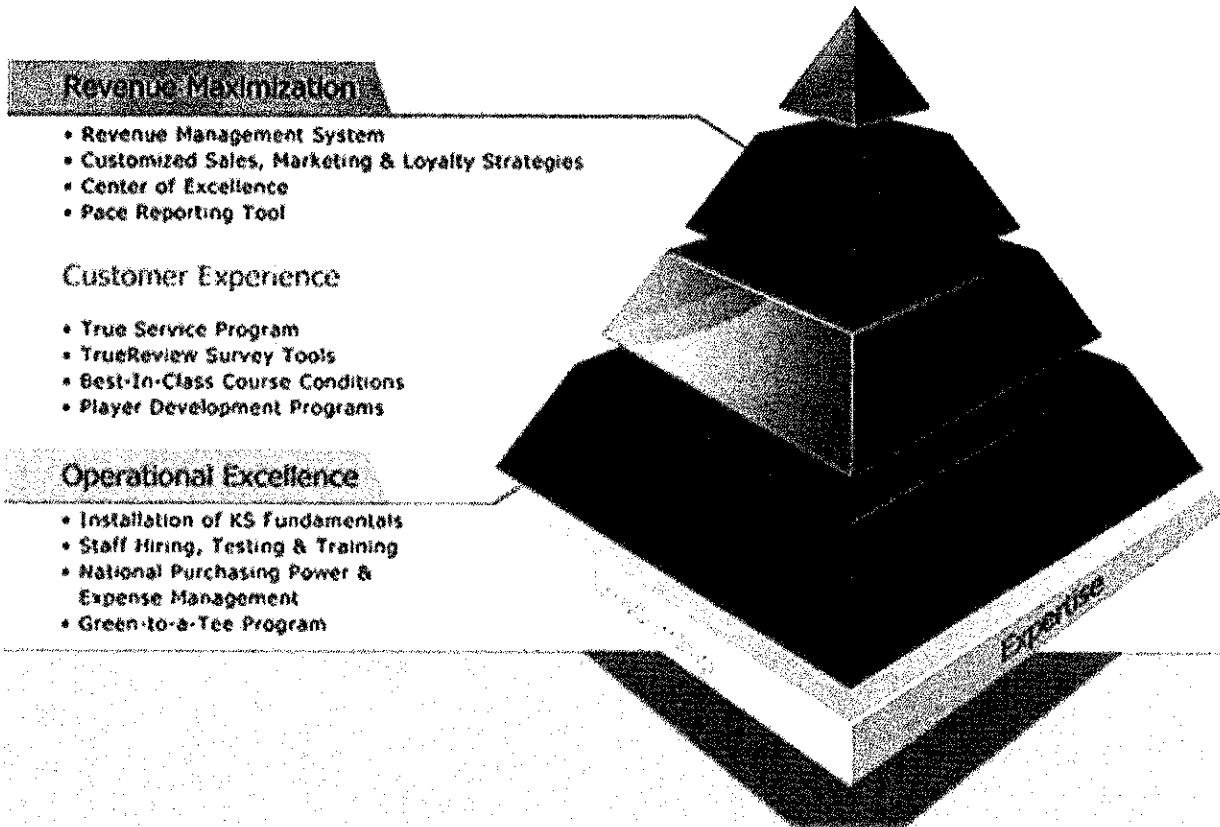 Revenue Maximization
• Revenue Management System
• Customized Sales, Marketing & Loyalty Strategies
• Center of Excellence
• Pace Reporting Tool
Customer Experience
• True Service Program
• TrueReview Survey Tools
• Best-In-Class Course Conditions
• Player Development Programs
Operational Excellence
• Installation of KS Fundamentals
• Staff Hiring, Testing & Training
• National Purchasing Power &
Expense Management
• Green-to-a-Tee Program
Expertise